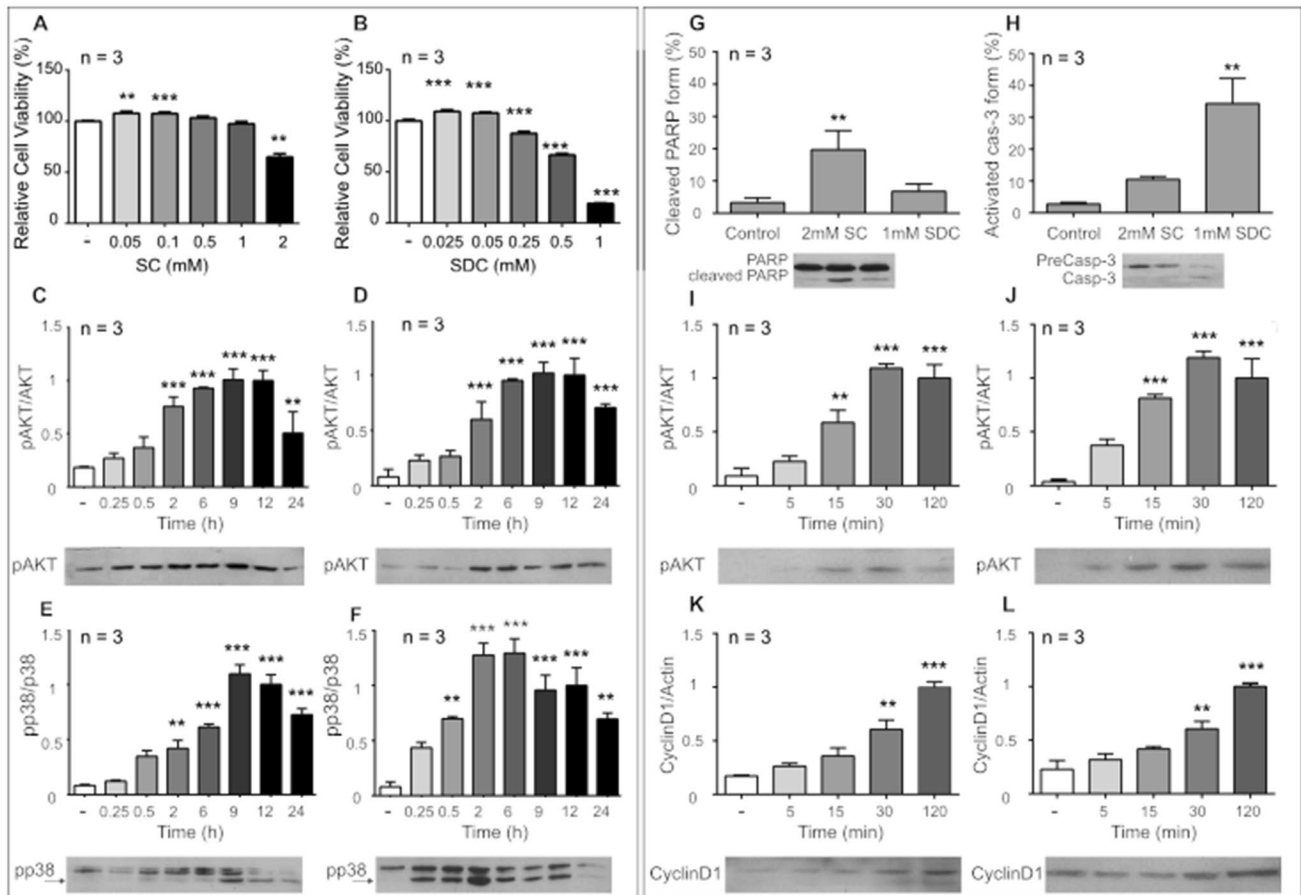 A
n = 3
Relative Cell Viability (%)
150
100
50
0
** *** **
- 0.05 0.1 0.5 1 2
SC (mM)
B
n = 3
Relative Cell Viability (%)
150
100
50
0
*** *** *** *** ***
- 0.025 0.05 0.25 0.5 1
SDC (mM)
C
n = 3
pAKT/AKT
1.5
1
0.5
0
*** *** *** *** **
- 0.25 0.5 2 6 9 12 24
Time (h)
pAKT
D
n = 3
pAKT/AKT
1.5
1
0.5
0
*** *** *** *** ***
- 0.25 0.5 2 6 9 12 24
Time (h)
pAKT
E
n = 3
pp38/p38
1.5
1
0.5
0
** *** *** *** ***
- 0.25 0.5 2 6 9 12 24
Time (h)
pp38
F
n = 3
pp38/p38
1.5
1
0.5
0
** *** *** *** *** **
- 0.25 0.5 2 6 9 12 24
Time (h)
pp38
G
n = 3
Cleaved PARP form (%)
50
40
30
20
10
0
**
Control 2mM SC 1mM SDC
PARP
cleaved PARP
H
n = 3
Activated cas-3 form (%)
50
40
30
20
10
0
**
Control 2mM SC 1mM SDC
PreCasp-3
Casp-3
I
n = 3
pAKT/AKT
1.5
1
0.5
0
** *** ***
- 5 15 30 120
Time (min)
pAKT
J
n = 3
pAKT/AKT
1.5
1
0.5
0
*** *** ***
- 5 15 30 120
Time (min)
pAKT
K
n = 3
CyclinD1/Actin
1.5
1
0.5
0
** ***
- 5 15 30 120
Time (min)
CyclinD1
L
n = 3
CyclinD1/Actin
1.5
1
0.5
0
** ***
- 5 15 30 120
Time (min)
CyclinD1